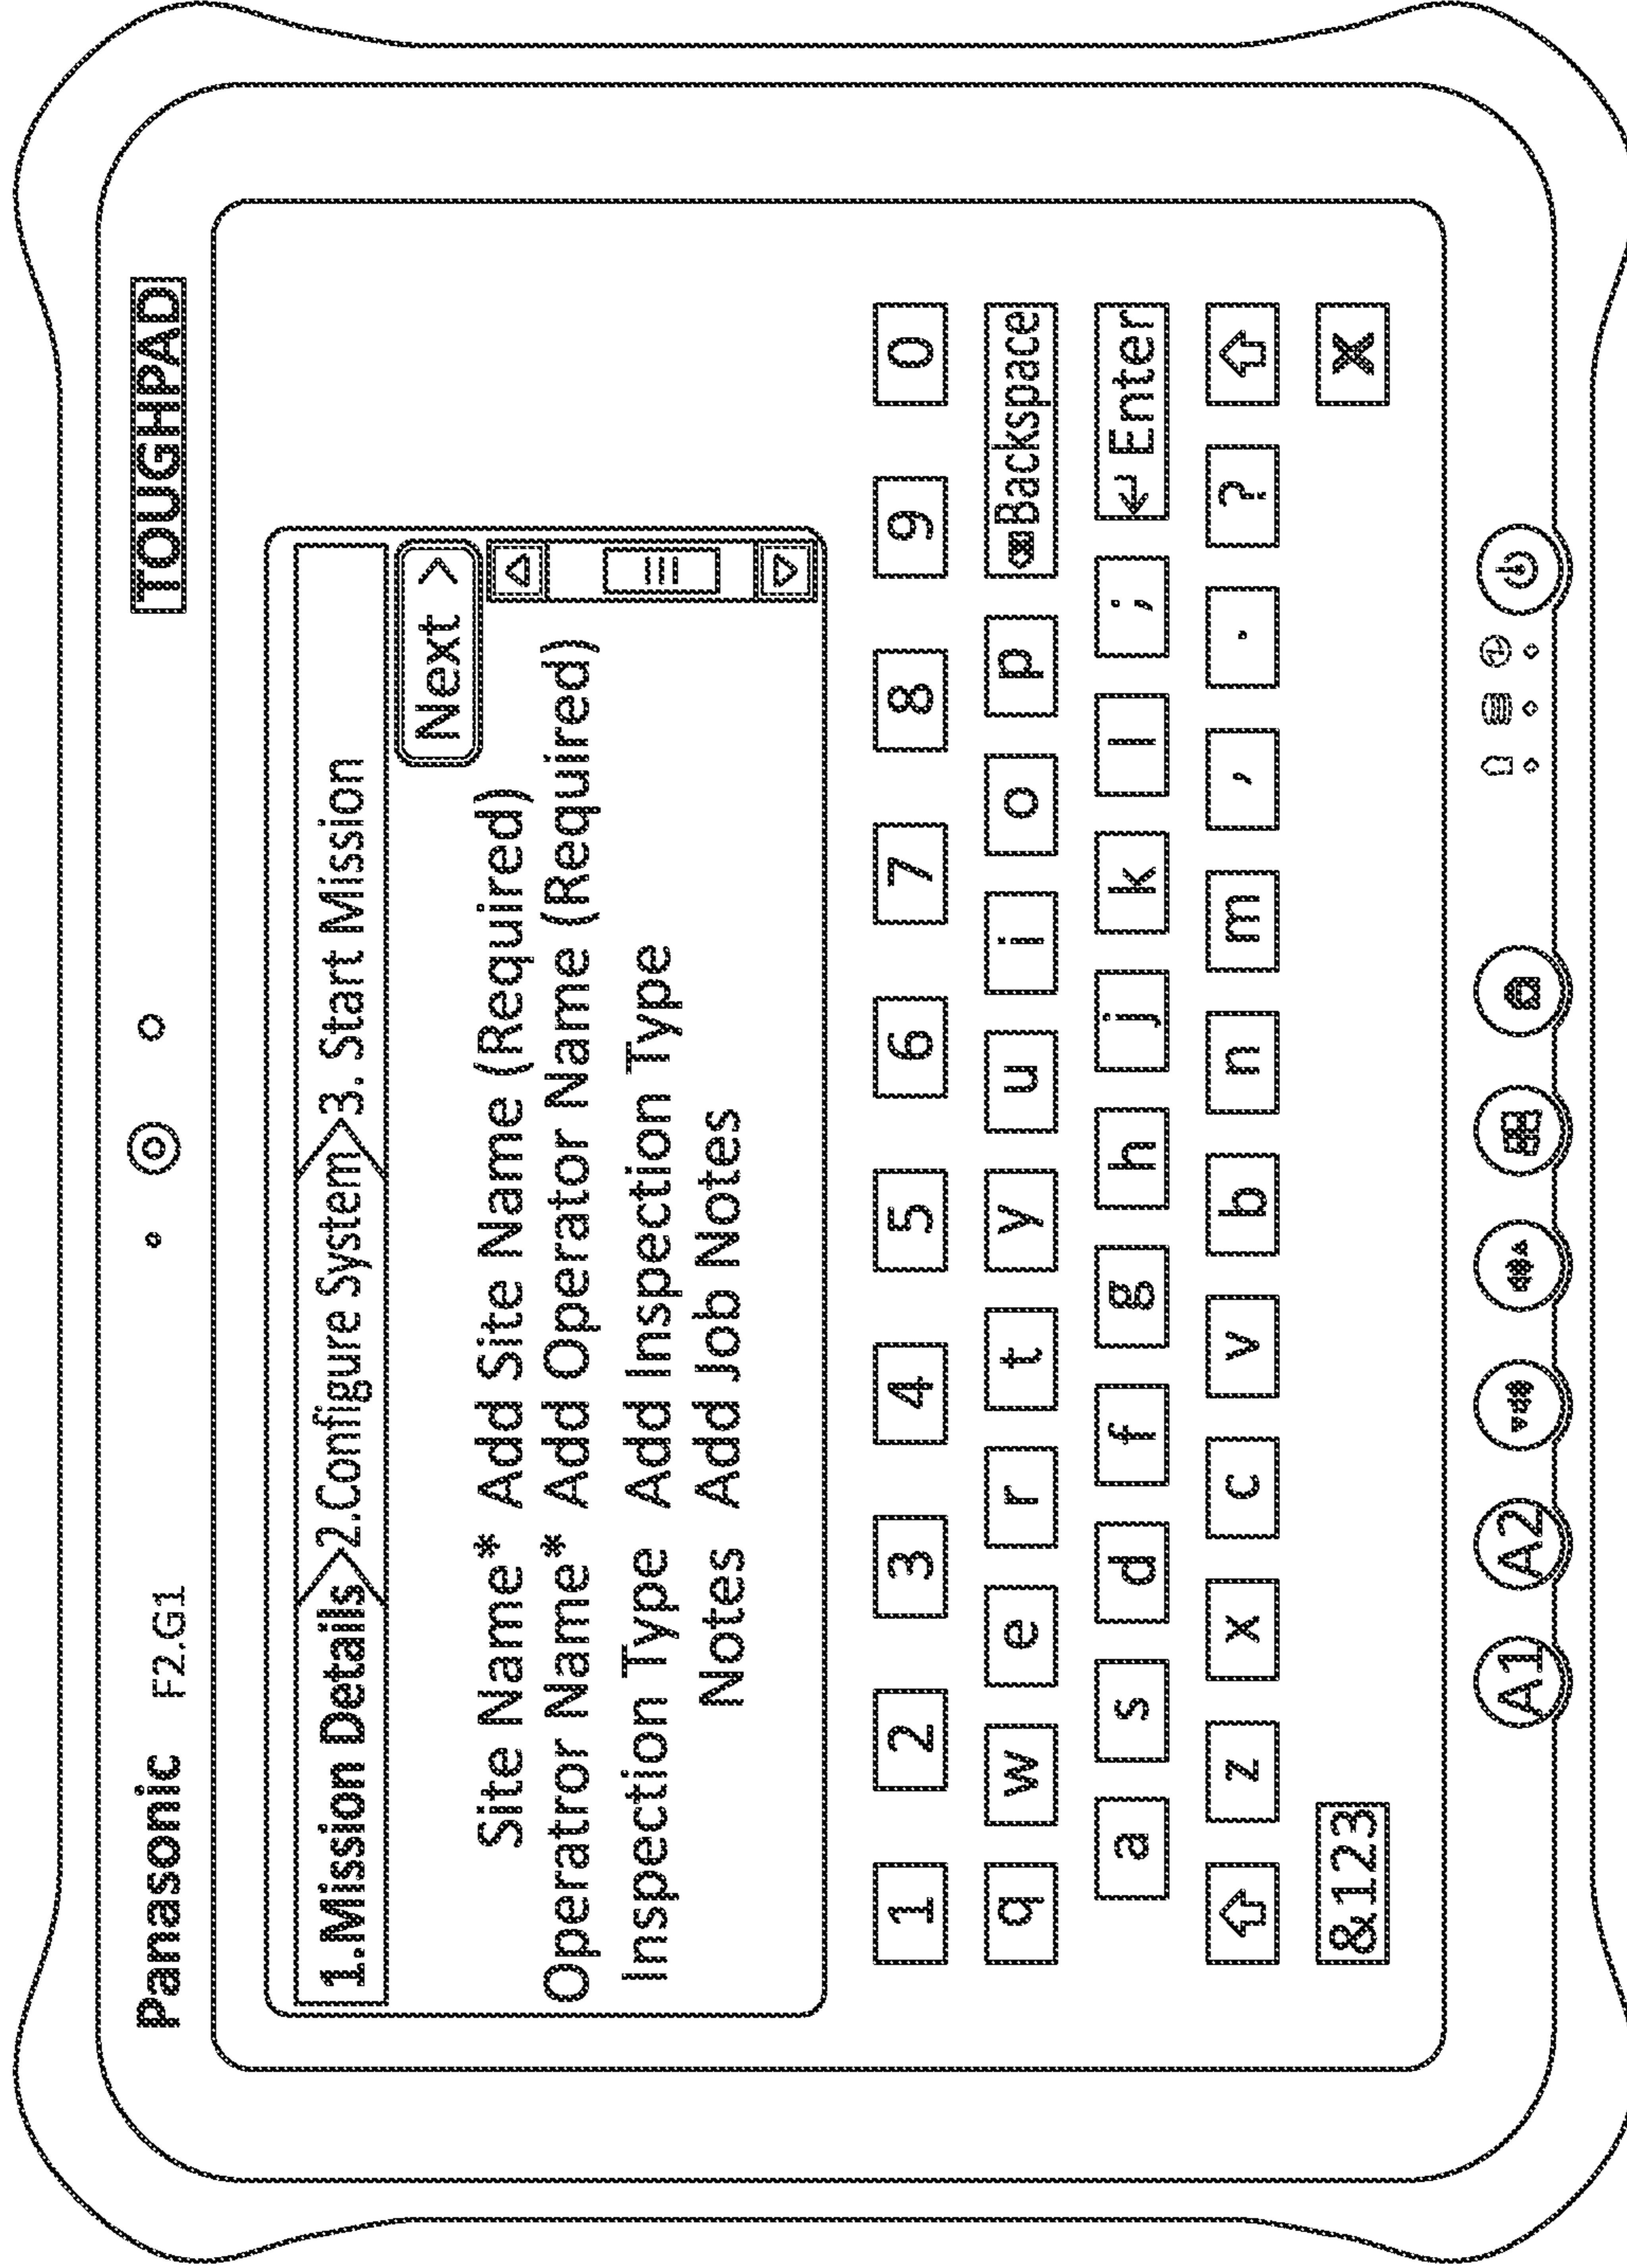 Panasonic F2.G1 TOUGHPAD
1.Mission Details>2.Configure System>3. Start Mission
Next >
Site Name* Add Site Name (Required)
Operatror Name* Add Operator Name (Required)
Inspection Type Add Inspection Type
Notes Add Job Notes
1 2 3 4 5 6 7 8 9 0
q w e r t y u i o p Backspace
a s d f g h j k l ; Enter
z x c v b n m , . ?
&123 X
A1 A2